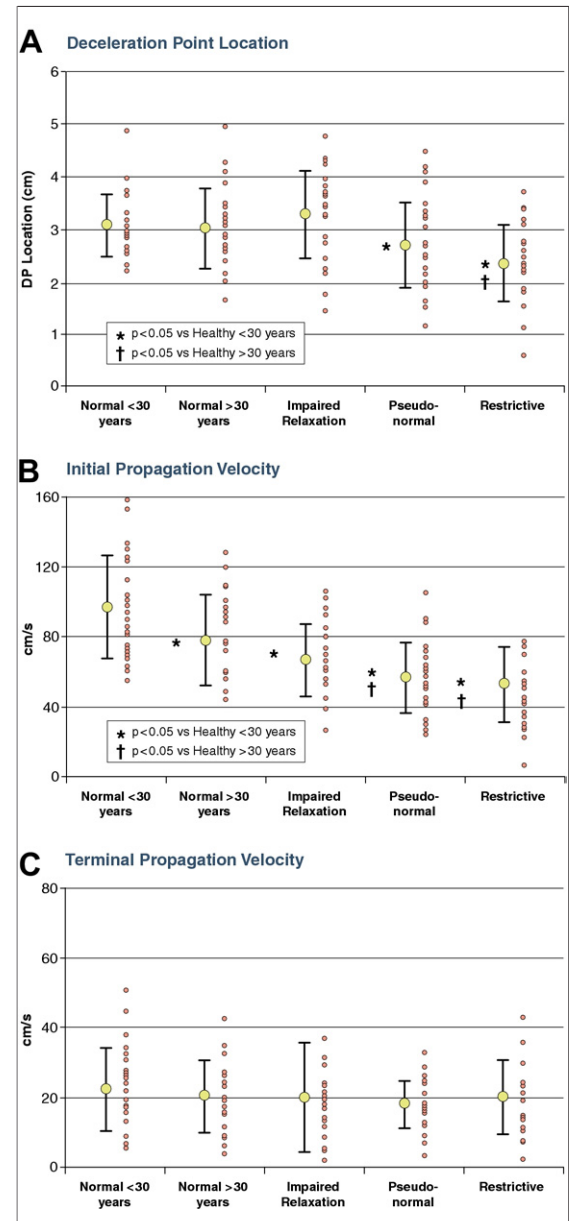 A Deceleration Point Location
6
5
4
3
2
1
0
DP Location (cm)
*
*
†
* p<0.05 vs Healthy <30 years
† p<0.05 vs Healthy >30 years
Normal <30 years
Normal >30 years
Impaired Relaxation
Pseudo-normal
Restrictive
B Initial Propagation Velocity
160
120
80
40
0
cm/s
*
*
*
†
*
†
* p<0.05 vs Healthy <30 years
† p<0.05 vs Healthy >30 years
Normal <30 years
Normal >30 years
Impaired Relaxation
Pseudo-normal
Restrictive
C Terminal Propagation Velocity
80
60
40
20
0
cm/s
Normal <30 years
Normal >30 years
Impaired Relaxation
Pseudo-normal
Restrictive